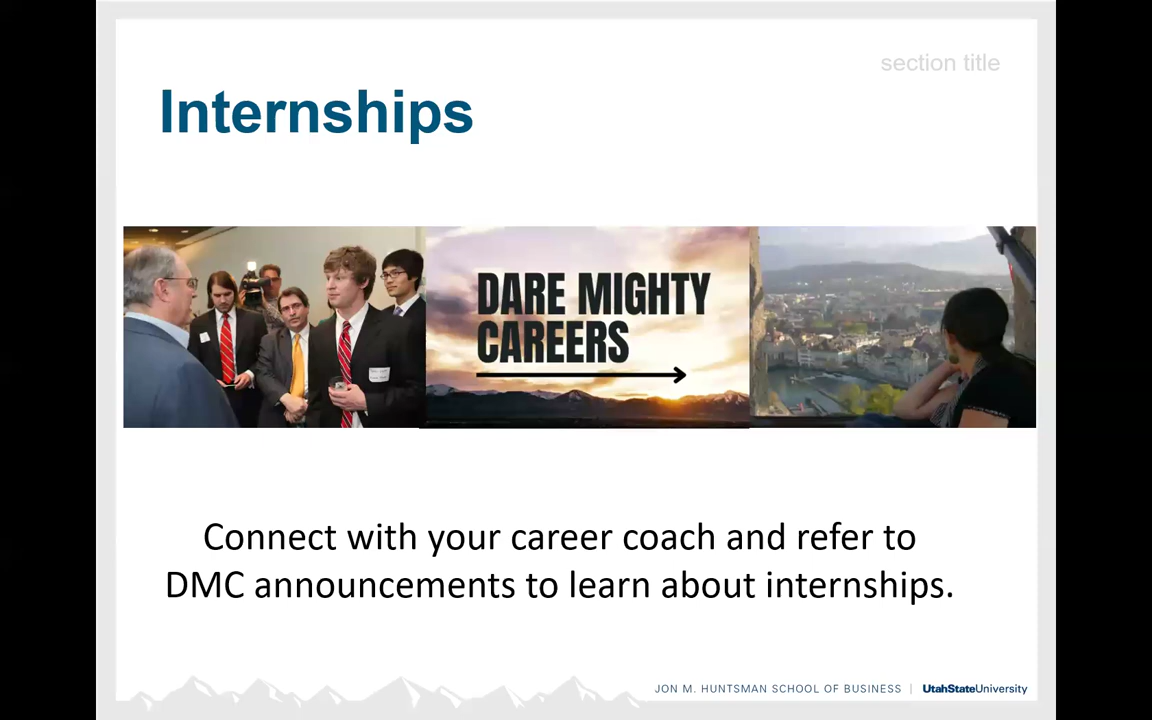 section title
Internships
DARE MIGHTY
CAREERS
Connect with your career coach and refer to
DMC announcements to learn about internships.
JON M. HUNTSMAN SCHOOL OF BUSINESS | UtahStateUniversity